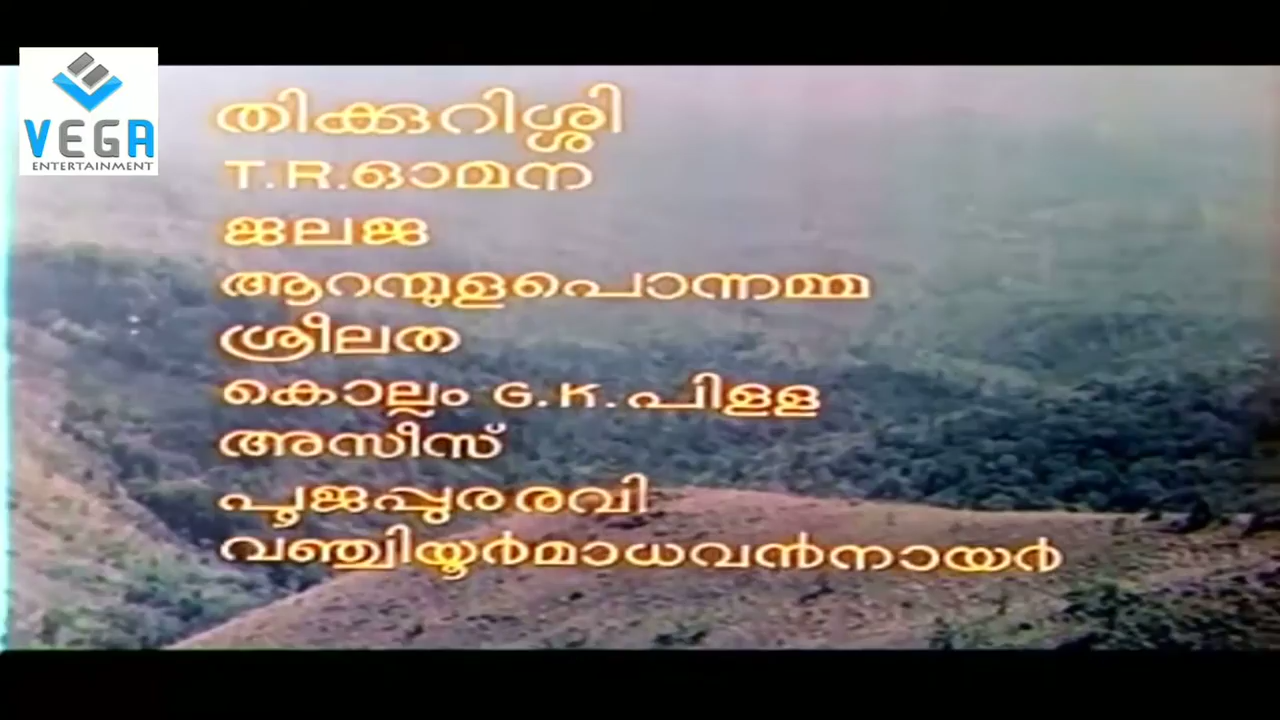 VEGA
ENTERTAINMENT
തിക്കുറിശ്ശി
T.R.ഓമന
ജലജ
ആറന്മുളപൊന്നമ്മ
ശ്രീലത
കൊല്ലം G.K.പിള്ള
അസീസ്
പൂജപ്പുരരവി
വഞ്ചിയൂർമാധവൻനായർ